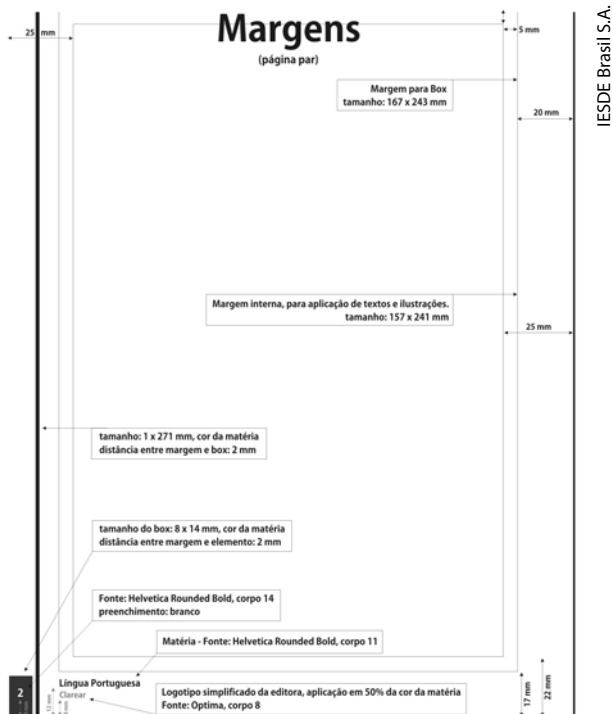 Margens
(página par)
25 mm
5 mm
Margem para Box
tamanho: 167 x 243 mm
20 mm
IESDE Brasil S.A.
Margem interna, para aplicação de textos e ilustrações.
tamanho: 157 x 241 mm
25 mm
tamanho: 1 x 271 mm, cor da matéria
distância entre margem e box: 2 mm
tamanho do box: 8 x 14 mm, cor da matéria
distância entre margem e elemento: 2 mm
Fonte: Helvetica Rounded Bold, corpo 14
preenchimento: branco
Matéria - Fonte: Helvetica Rounded Bold, corpo 11
2
Língua Portuguesa
Clarear
12 mm
Logotipo simplificado da editora, aplicação em 50% da cor da matéria
Fonte: Optima, corpo 8
17 mm
22 mm